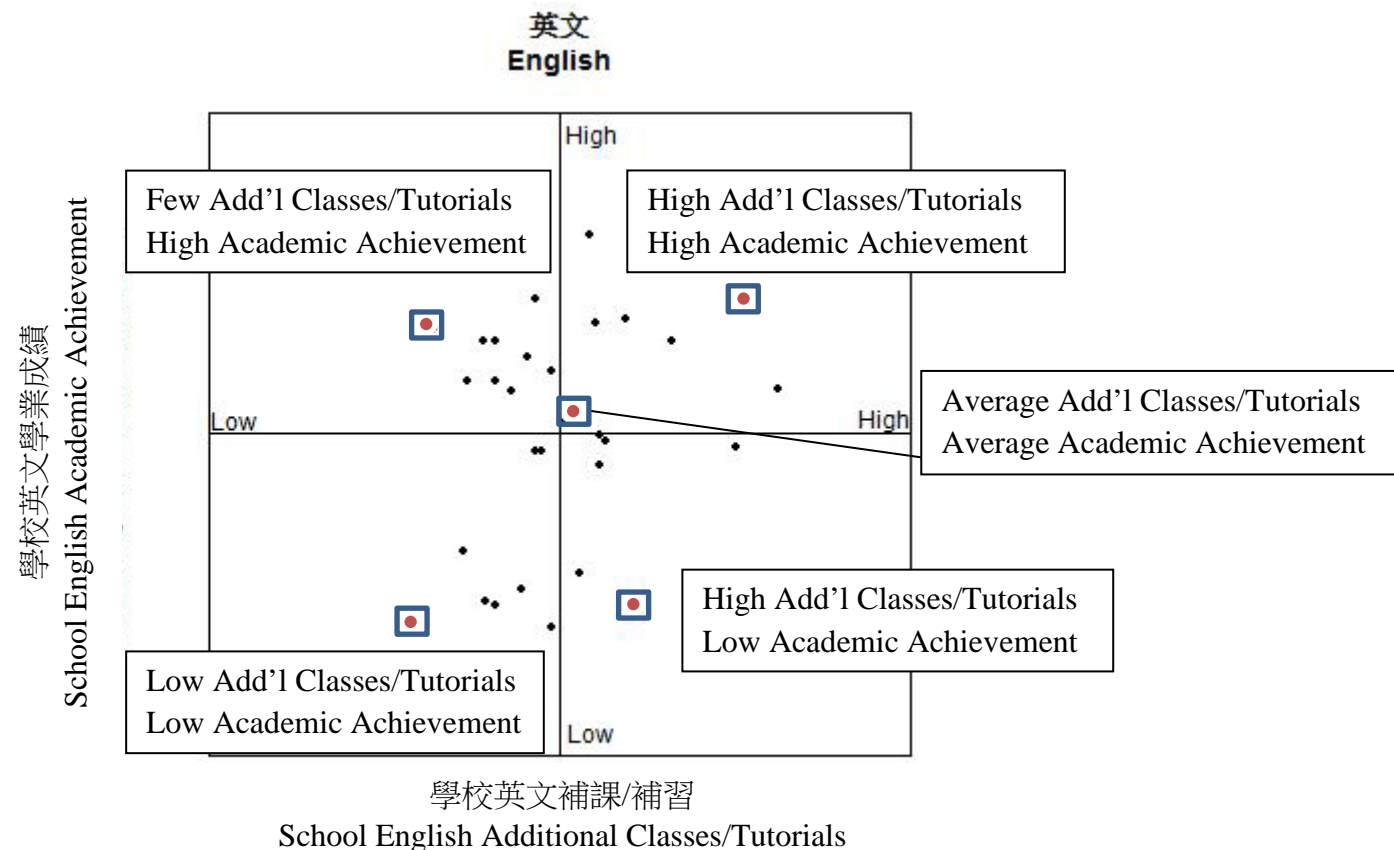 英文
English
High
Few Add’l Classes/Tutorials
High Academic Achievement
High Add’l Classes/Tutorials
High Academic Achievement
Low
High
Average Add’l Classes/Tutorials
Average Academic Achievement
High Add’l Classes/Tutorials
Low Academic Achievement
Low Add’l Classes/Tutorials
Low Academic Achievement
Low
學校英文學業成績
School English Academic Achievement
學校英文補課/補習
School English Additional Classes/Tutorials